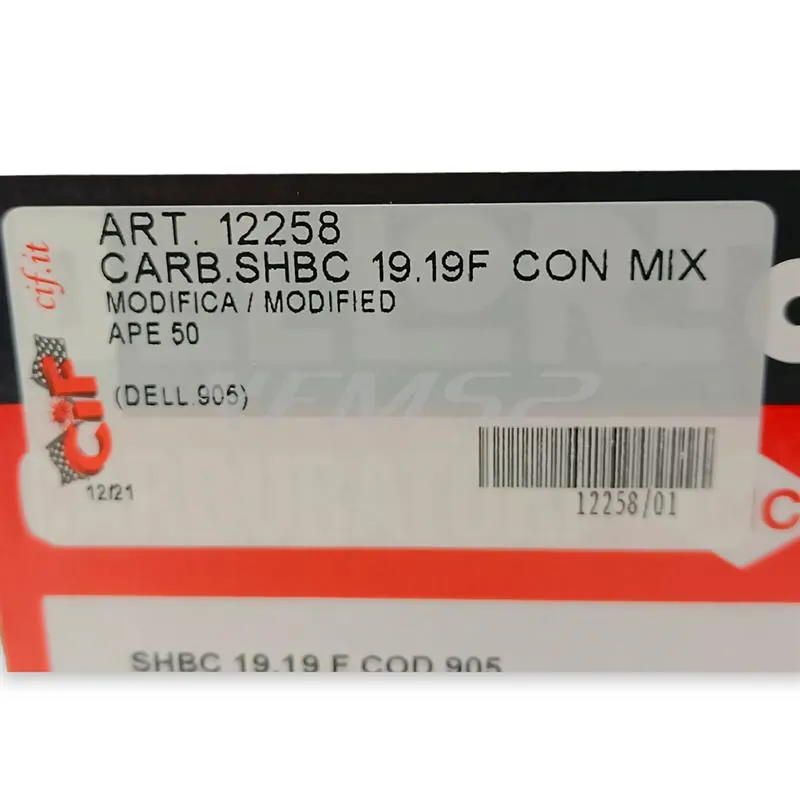 cif.it
ART. 12258
CARB.SHBC 19.19F CON MIX
MODIFICA / MODIFIED
APE 50
(DELL.905)
CiF
12/21
12258/01
C
SHBC 19.19 F COD 905